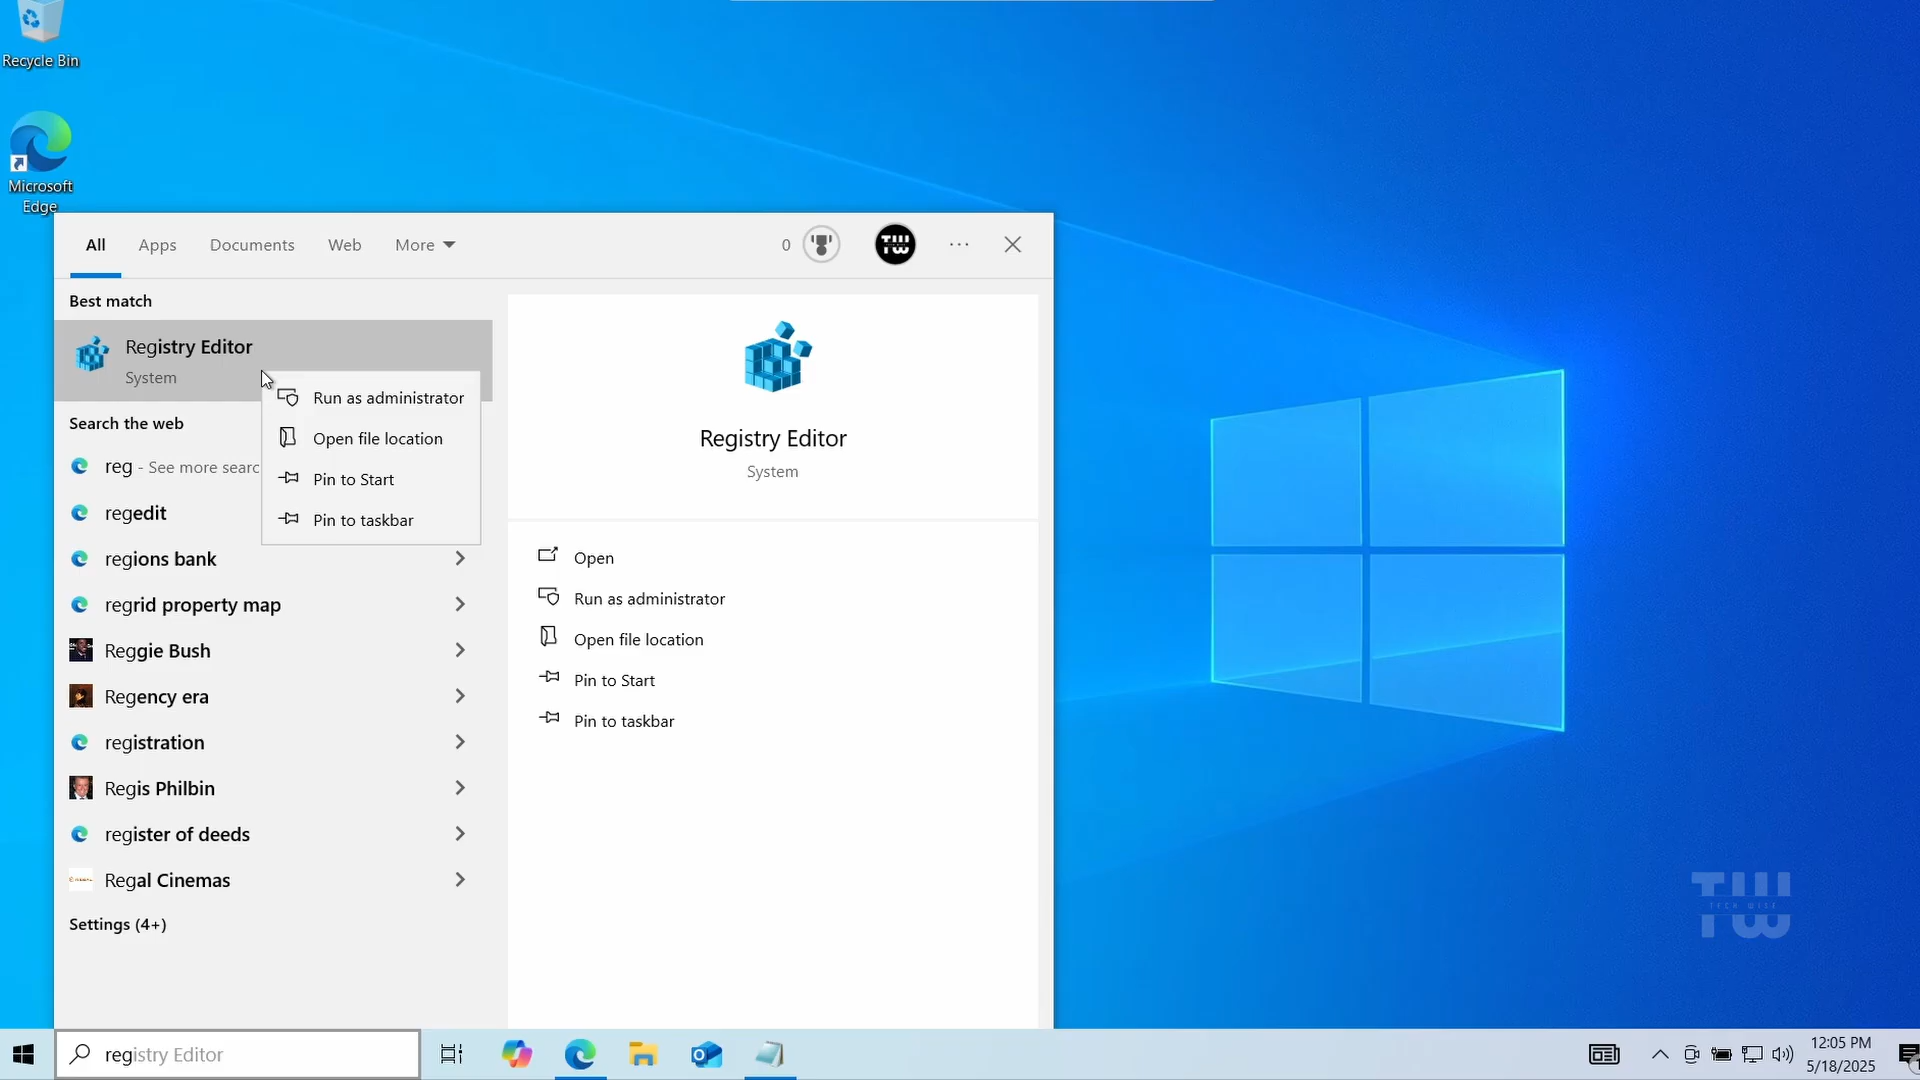 Recycle Bin
Microsoft
Edge
All
Apps
Documents
Web
More
0
TW
Best match
Registry Editor
System
Run as administrator
Open file location
Pin to Start
Pin to taskbar
Search the web
reg - See more searc
regedit
regions bank
regrid property map
Reggie Bush
Regency era
registration
Regis Philbin
register of deeds
Regal Cinemas
Settings (4+)
Registry Editor
System
Open
Run as administrator
Open file location
Pin to Start
Pin to taskbar
TW
TECH WISE
registry Editor
12:05 PM
5/18/2025